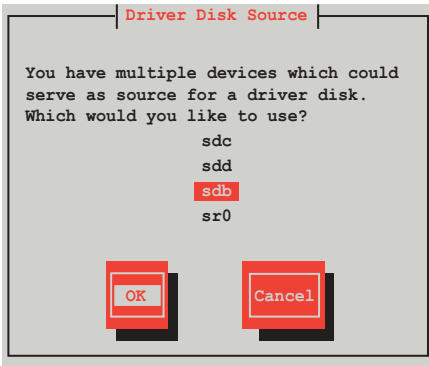 Driver Disk Source
You have multiple devices which could
serve as source for a driver disk.
Which would you like to use?
sdc
sdd
sdb
sr0
OK
Cancel